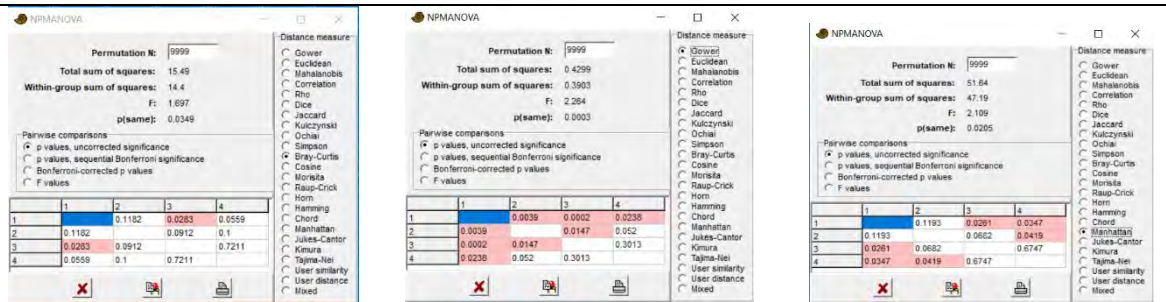 NPMANOVA
Permutation N: 9999
Total sum of squares: 15.49
Within-group sum of squares: 14.4
F: 1.697
p(same): 0.0349
Pairwise comparisons
p values, uncorrected significance
p values, sequential Bonferroni significance
Bonferroni-corrected p values
F values
1 2 3 4
1 0.1182 0.0283 0.0559
2 0.1182 0.0912 0.1
3 0.0283 0.0912 0.7211
4 0.0559 0.1 0.7211
Distance measure
Gower
Euclidean
Mahalanobis
Correlation
Rho
Dice
Jaccard
Kulczynski
Ochiai
Simpson
Bray-Curtis
Cosine
Morisita
Raup-Crick
Horn
Hamming
Chord
Manhattan
Jukes-Cantor
Kimura
Tajima-Nei
User similarity
User distance
Mixed
NPMANOVA
Permutation N: 9999
Total sum of squares: 0.4299
Within-group sum of squares: 0.3903
F: 2.264
p(same): 0.0003
Pairwise comparisons
p values, uncorrected significance
p values, sequential Bonferroni significance
Bonferroni-corrected p values
F values
1 2 3 4
1 0.0039 0.0002 0.0238
2 0.0039 0.0147 0.052
3 0.0002 0.0147 0.3013
4 0.0238 0.052 0.3013
Distance measure
Gower
Euclidean
Mahalanobis
Correlation
Rho
Dice
Jaccard
Kulczynski
Ochiai
Simpson
Bray-Curtis
Cosine
Morisita
Raup-Crick
Horn
Hamming
Chord
Manhattan
Jukes-Cantor
Kimura
Tajima-Nei
User similarity
User distance
Mixed
NPMANOVA
Permutation N: 9999
Total sum of squares: 51.64
Within-group sum of squares: 47.19
F: 2.109
p(same): 0.0205
Pairwise comparisons
p values, uncorrected significance
p values, sequential Bonferroni significance
Bonferroni-corrected p values
F values
1 2 3 4
1 0.1193 0.0261 0.0347
2 0.1193 0.0682 0.0419
3 0.0261 0.0682 0.6747
4 0.0347 0.0419 0.6747
Distance measure
Gower
Euclidean
Mahalanobis
Correlation
Rho
Dice
Jaccard
Kulczynski
Ochiai
Simpson
Bray-Curtis
Cosine
Morisita
Raup-Crick
Horn
Hamming
Chord
Manhattan
Jukes-Cantor
Kimura
Tajima-Nei
User similarity
User distance
Mixed